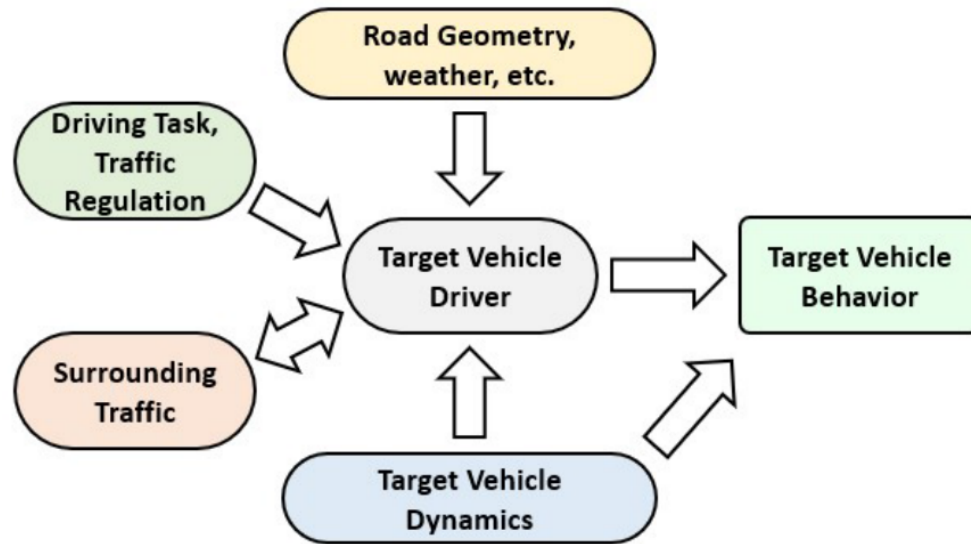 Road Geometry,
weather, etc.
Driving Task,
Traffic
Regulation
Target Vehicle
Driver
Target Vehicle
Behavior
Surrounding
Traffic
Target Vehicle
Dynamics